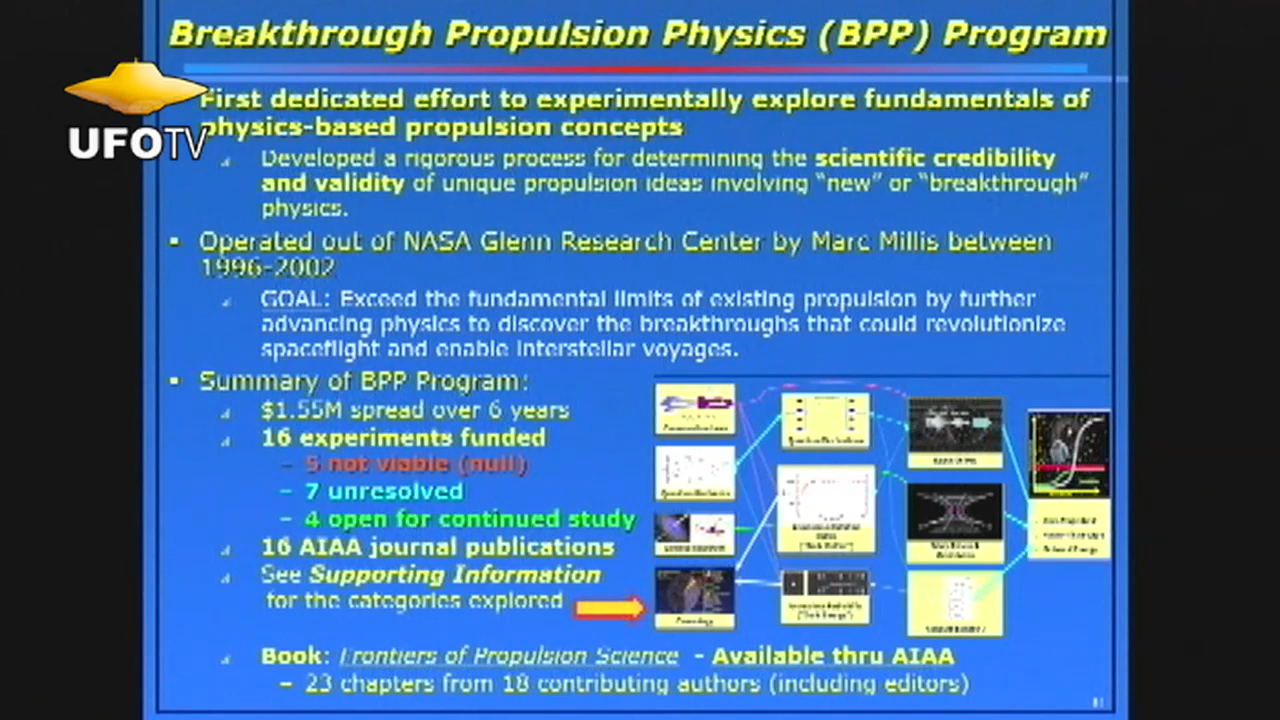 Breakthrough Propulsion Physics (BPP) Program
UFOTV
First dedicated effort to experimentally explore fundamentals of
physics-based propulsion concepts
Developed a rigorous process for determining the scientific credibility
and validity of unique propulsion ideas involving “new” or “breakthrough”
physics.
▪ Operated out of NASA Glenn Research Center by Marc Millis between
1996-2002
GOAL: Exceed the fundamental limits of existing propulsion by further
advancing physics to discover the breakthroughs that could revolutionize
spaceflight and enable interstellar voyages.
▪ Summary of BPP Program:
$1.55M spread over 6 years
16 experiments funded
– 5 not viable (null)
– 7 unresolved
– 4 open for continued study
16 AIAA journal publications
See Supporting Information
for the categories explored
Book: Frontiers of Propulsion Science – Available thru AIAA
– 23 chapters from 18 contributing authors (including editors)